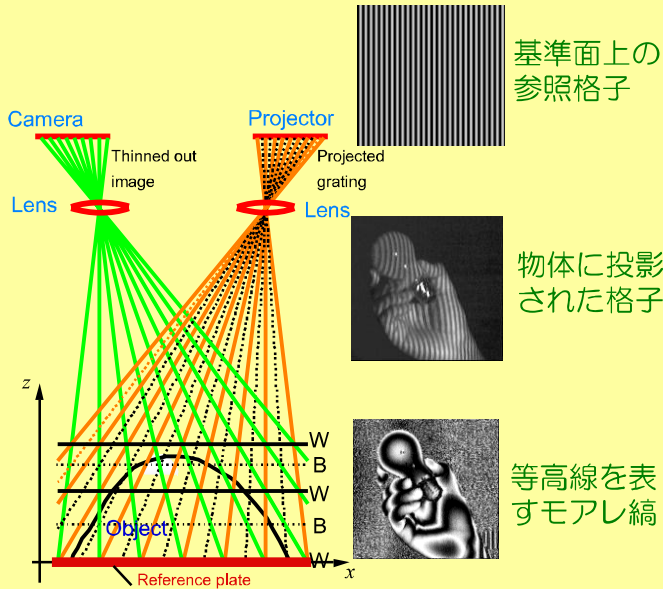 基準面上の
参照格子
Camera
Projector
Thinned out
image
Projected
grating
Lens
Lens
物体に投影
された格子
z
W
B
W
等高線を表
すモアレ縞
Object
B
W
x
Reference plate